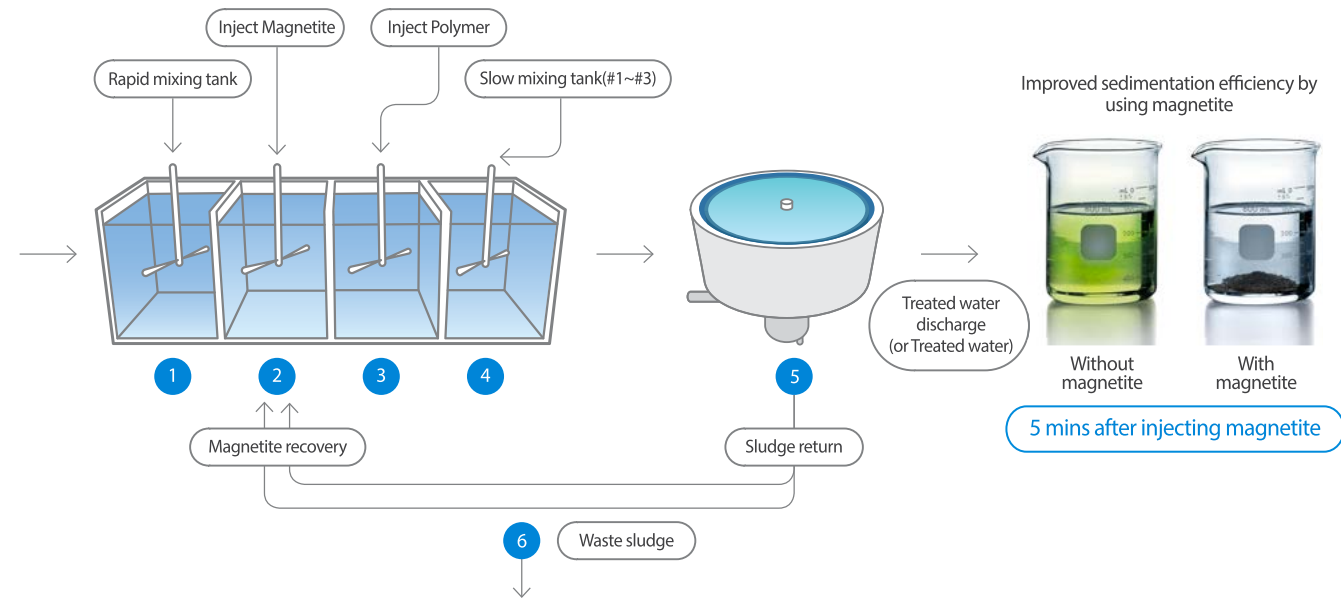 Inject Magnetite
Inject Polymer
Rapid mixing tank
Slow mixing tank(#1~#3)
Improved sedimentation efficiency by
using magnetite
Treated water
discharge
(or Treated water)
Without
magnetite
With
magnetite
1
2
3
4
5
5 mins after injecting magnetite
Magnetite recovery
Sludge return
6
Waste sludge